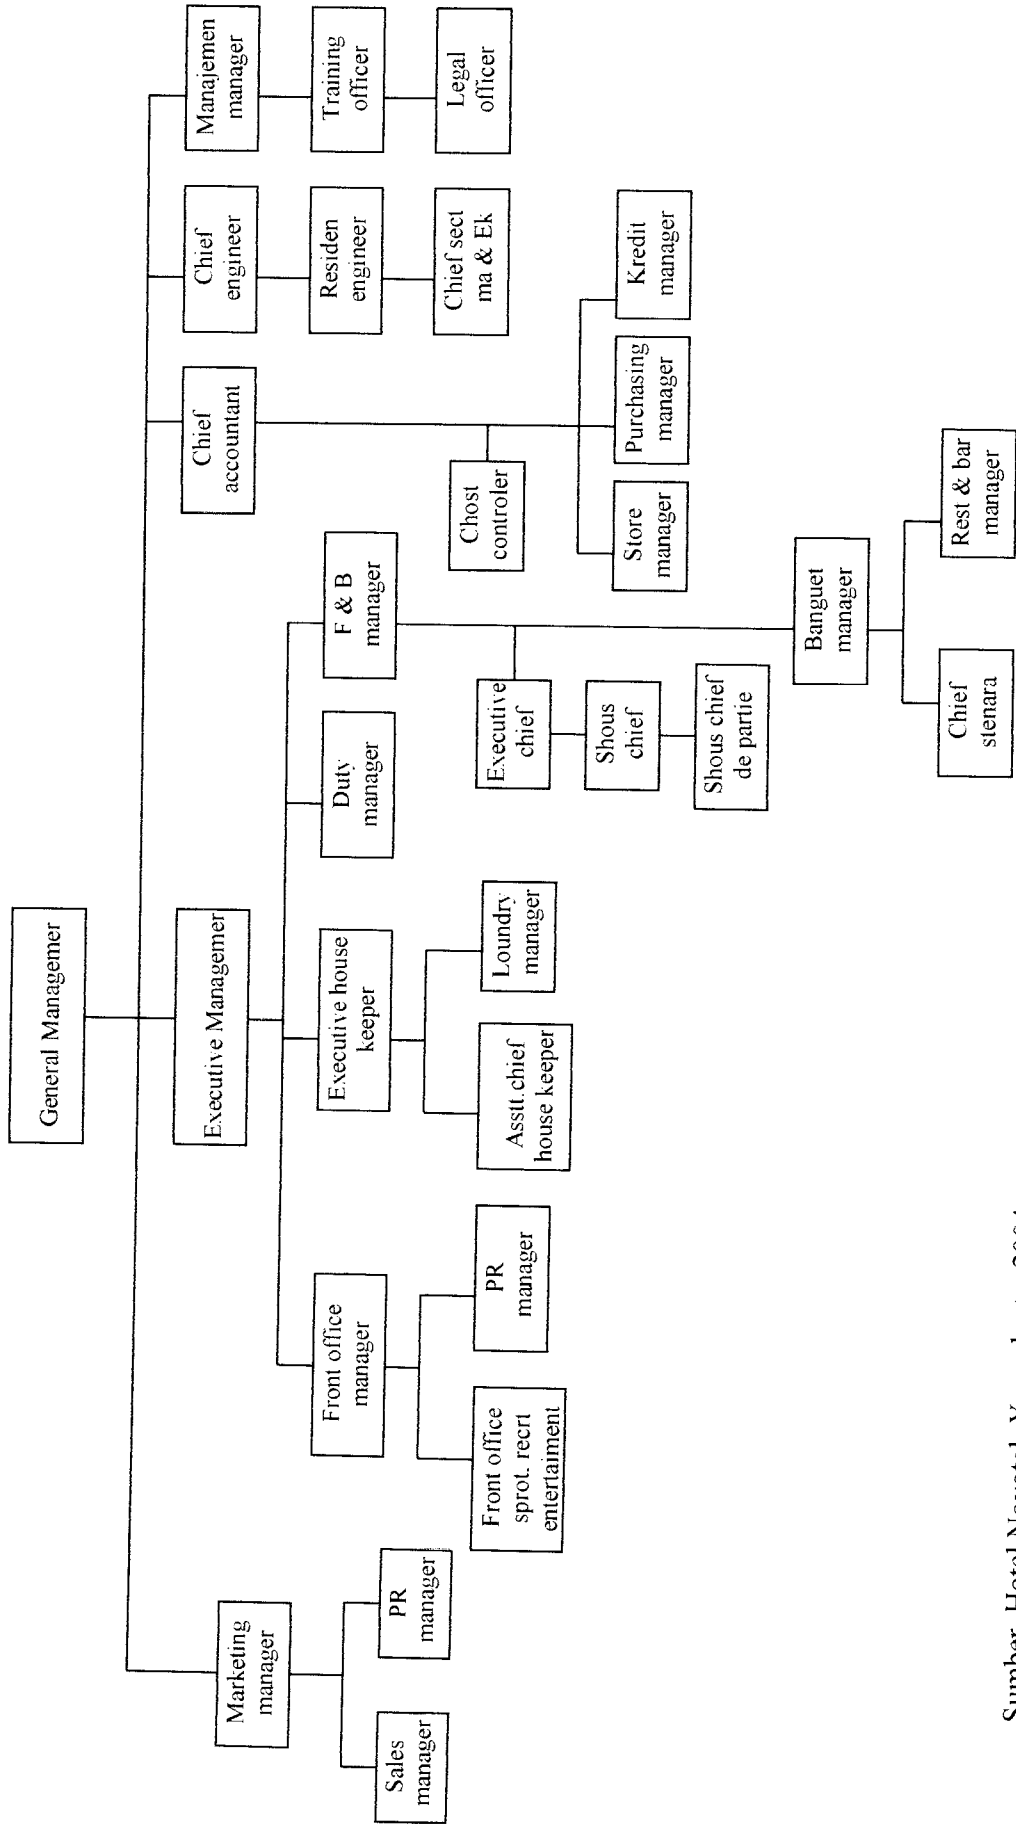 General Managemer
Executive Managemer
Marketing
manager
Sales
manager
PR
manager
Front office
manager
Front office
sprot. recrt
entertaiment
PR
manager
Executive house
keeper
Asstt.chief
house keeper
Loundry
manager
Duty
manager
F & B
manager
Executive
chief
Shous
chief
Shous chief
de partie
Banguet
manager
Chief
stenara
Rest & bar
manager
Chief
accountant
Chost
controler
Store
manager
Purchasing
manager
Kredit
manager
Chief
engineer
Residen
engineer
Chief sect
ma & Ek
Manajemen
manager
Training
officer
Legal
officer
Sumber. Hotel Novotel